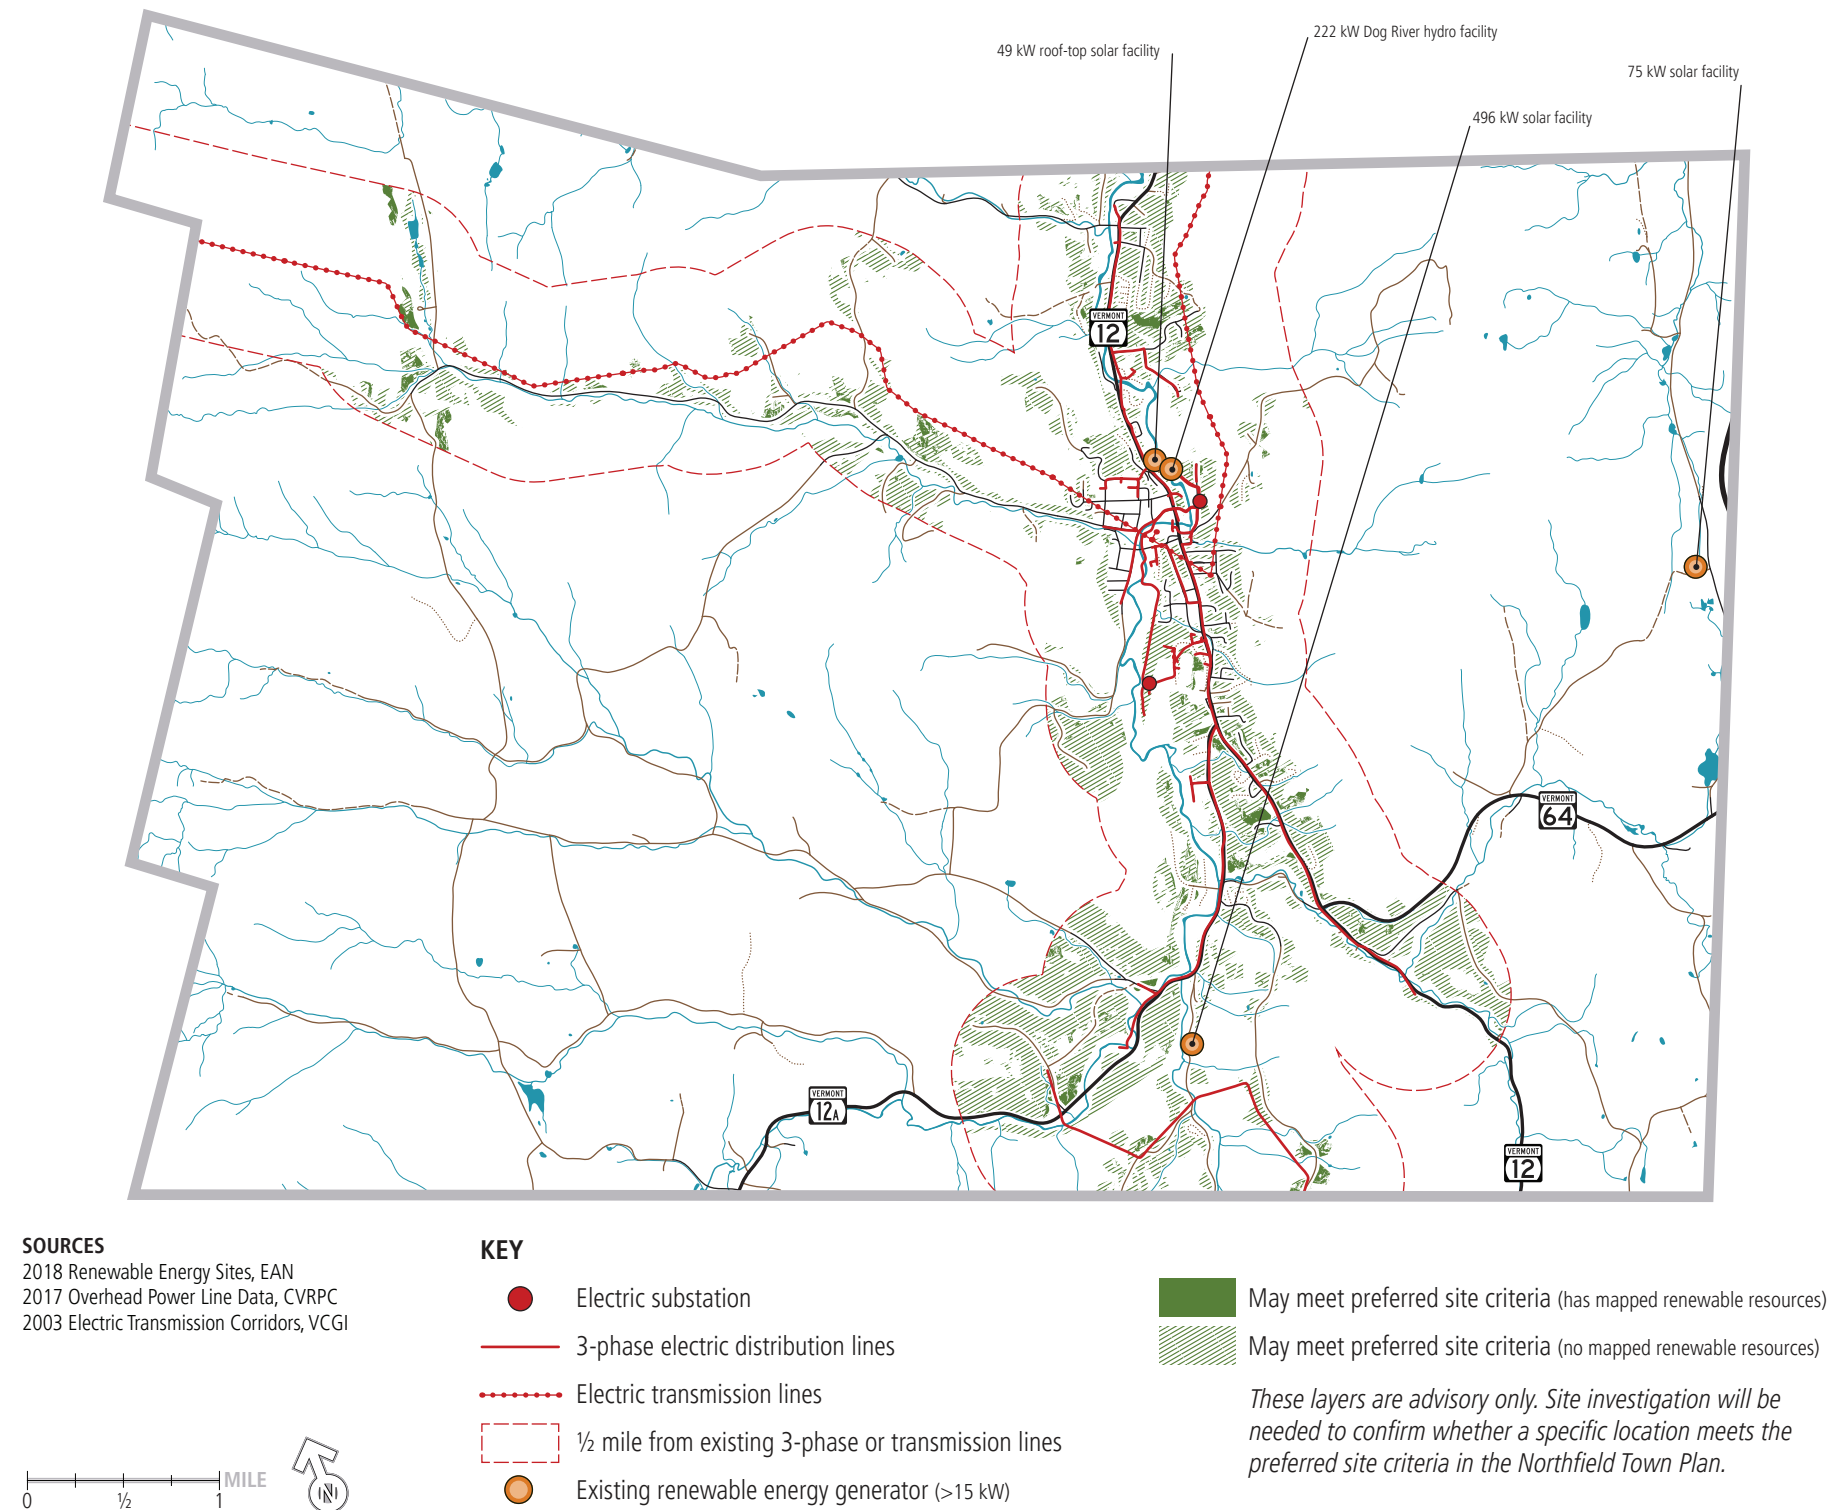 222 kW Dog River hydro facility
49 kW roof-top solar facility
75 kW solar facility
496 kW solar facility
VERMONT
12
VERMONT
64
VERMONT
12A
VERMONT
12
SOURCES
2018 Renewable Energy Sites, EAN
2017 Overhead Power Line Data, CVRPC
2003 Electric Transmission Corridors, VCGI
KEY
Electric substation
3-phase electric distribution lines
Electric transmission lines
½ mile from existing 3-phase or transmission lines
Existing renewable energy generator (>15 kW)
May meet preferred site criteria (has mapped renewable resources)
May meet preferred site criteria (no mapped renewable resources)
These layers are advisory only. Site investigation will be
needed to confirm whether a specific location meets the
preferred site criteria in the Northfield Town Plan.
MILE
0 ½ 1
N